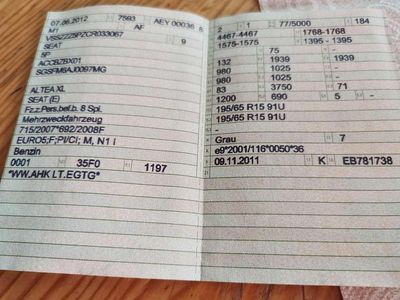 07.06.2012 7593 AEY 00036 8
M1 AF
VSSZZZ5PZCR033067 9
SEAT
5P
ACCBZBX01
SGSFM6AJ0097MG
ALTEA XL
SEAT (E)
Fz.z.Pers.bef.b. 8 Spl.
Mehrzweckfahrzeug
715/2007*692/2008F
EURO5;F;PI/CI; M, N1 I
Benzin
0001 35F0 1197
*WW.AHK LT.EGTG*
2 1 77/5000 184
4467-4467 1768-1768
1575-1575 1395-1395
75 -
132 1939 1939
980 1025 -
980 1025 -
83 3750 71
1200 690 5 -
195/65 R15 91U
195/65 R15 91U
-
Grau 7
e9*2001/116*0050*36
09.11.2011 K EB781738